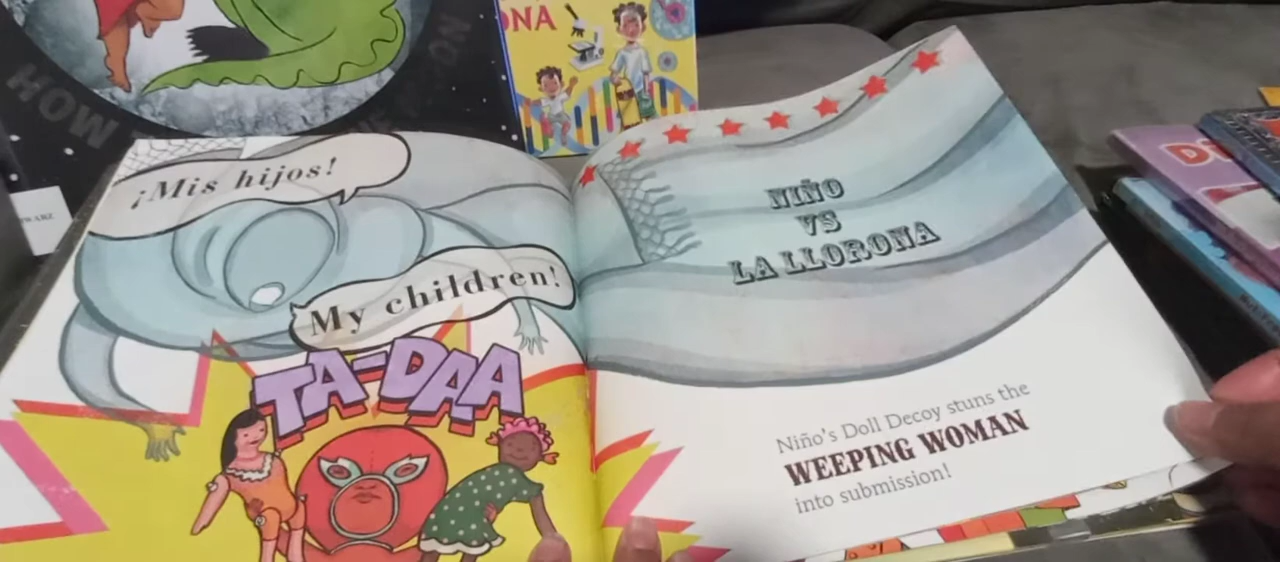 HOW
ONA
¡Mis hijos!
My children!
TA-DAA
NIÑO
VS
LA LLORONA
Niño's Doll Decoy stuns the
WEEPING WOMAN
into submission!